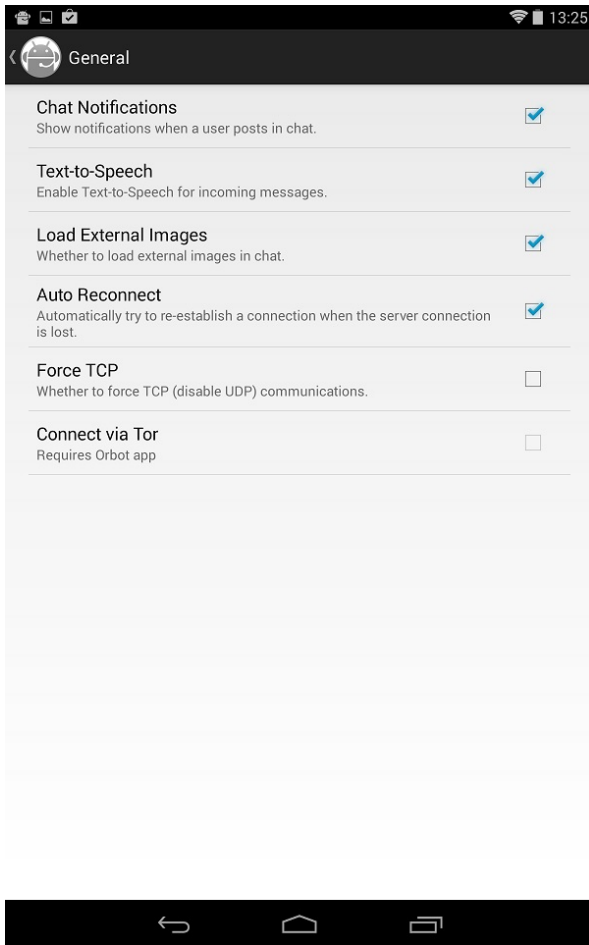 13:25
General
Chat Notifications
Show notifications when a user posts in chat.
Text-to-Speech
Enable Text-to-Speech for incoming messages.
Load External Images
Whether to load external images in chat.
Auto Reconnect
Automatically try to re-establish a connection when the server connection
is lost.
Force TCP
Whether to force TCP (disable UDP) communications.
Connect via Tor
Requires Orbot app